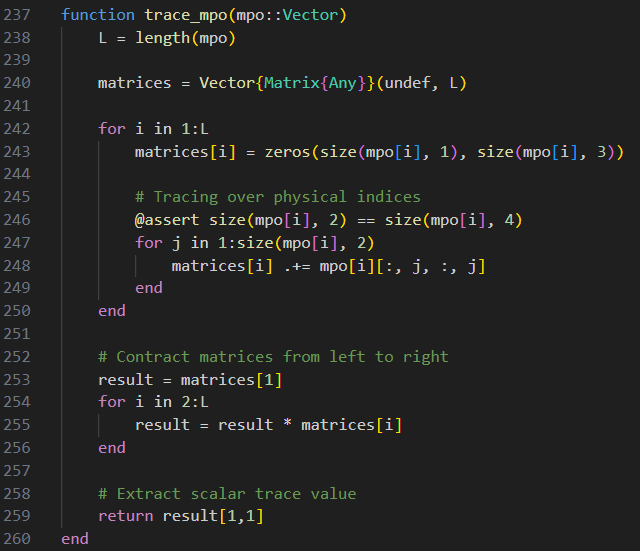 237 function trace_mpo(mpo::Vector)
238     L = length(mpo)
239
240     matrices = Vector{Matrix{Any}}(undef, L)
241
242     for i in 1:L
243         matrices[i] = zeros(size(mpo[i], 1), size(mpo[i], 3))
244
245         # Tracing over physical indices
246         @assert size(mpo[i], 2) == size(mpo[i], 4)
247         for j in 1:size(mpo[i], 2)
248             matrices[i] .+= mpo[i][:, j, :, j]
249         end
250     end
251
252     # Contract matrices from left to right
253     result = matrices[1]
254     for i in 2:L
255         result = result * matrices[i]
256     end
257
258     # Extract scalar trace value
259     return result[1,1]
260 end